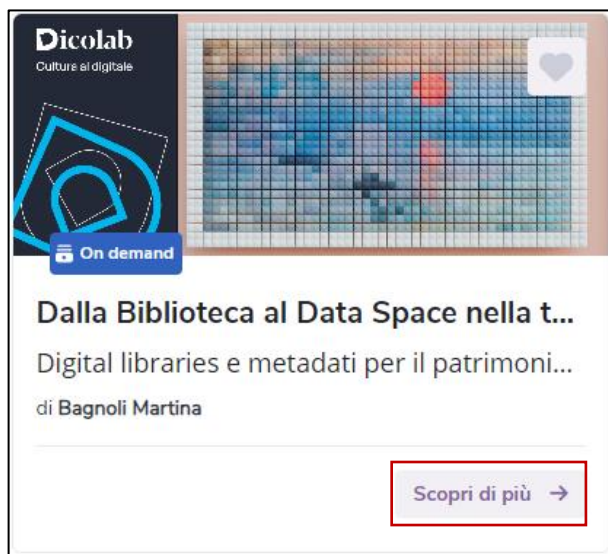 Dicolab
Cultura al digitale
On demand
Dalla Biblioteca al Data Space nella t...
Digital libraries e metadati per il patrimoni...
di Bagnoli Martina
Scopri di più →